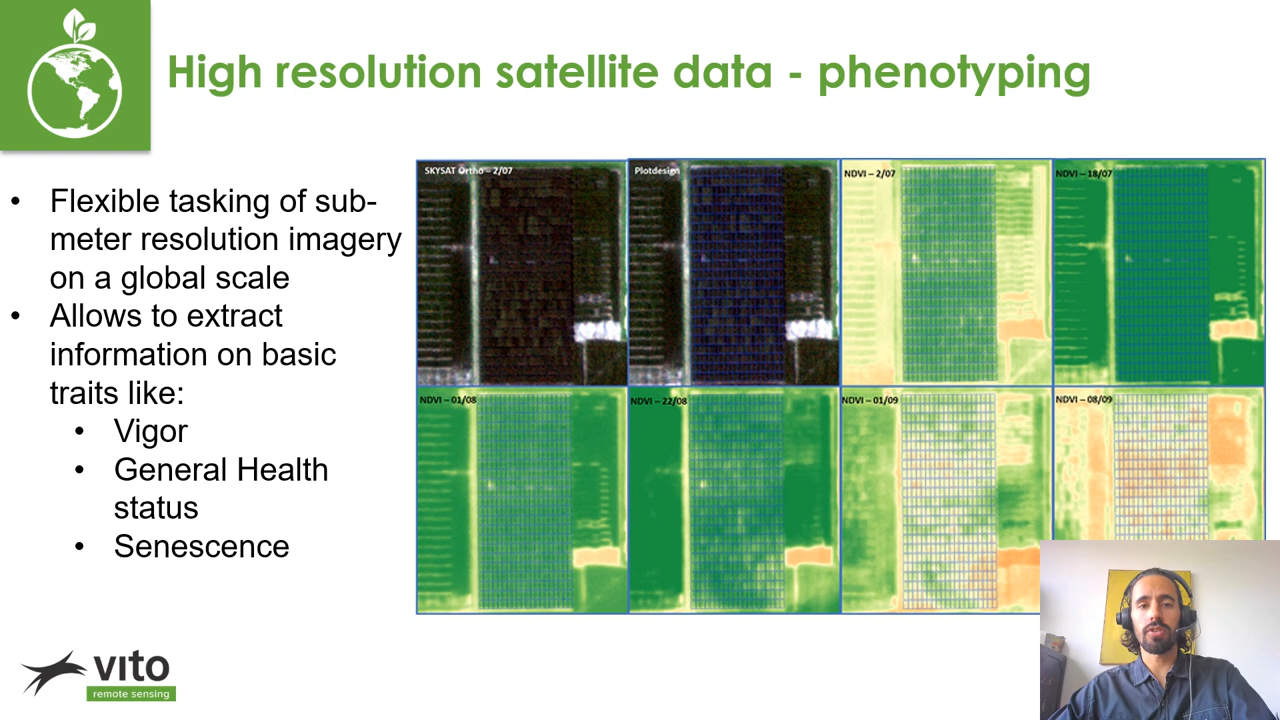 High resolution satellite data - phenotyping
• Flexible tasking of sub-
meter resolution imagery
on a global scale
• Allows to extract
information on basic
traits like:
• Vigor
• General Health
status
• Senescence
SKYSAT Ortho – 2/07
Plotdesign
NDVI – 2/07
NDVI – 18/07
NDVI – 01/08
NDVI – 22/08
NDVI – 01/09
NDVI – 08/09
vito
remote sensing